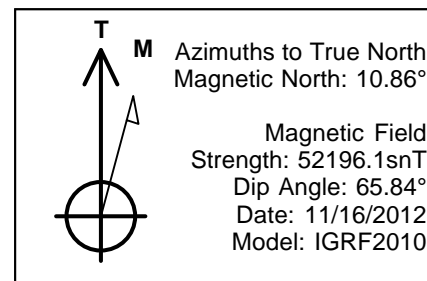 T
M
Azimuths to True North
Magnetic North: 10.86°
Magnetic Field
Strength: 52196.1snT
Dip Angle: 65.84°
Date: 11/16/2012
Model: IGRF2010